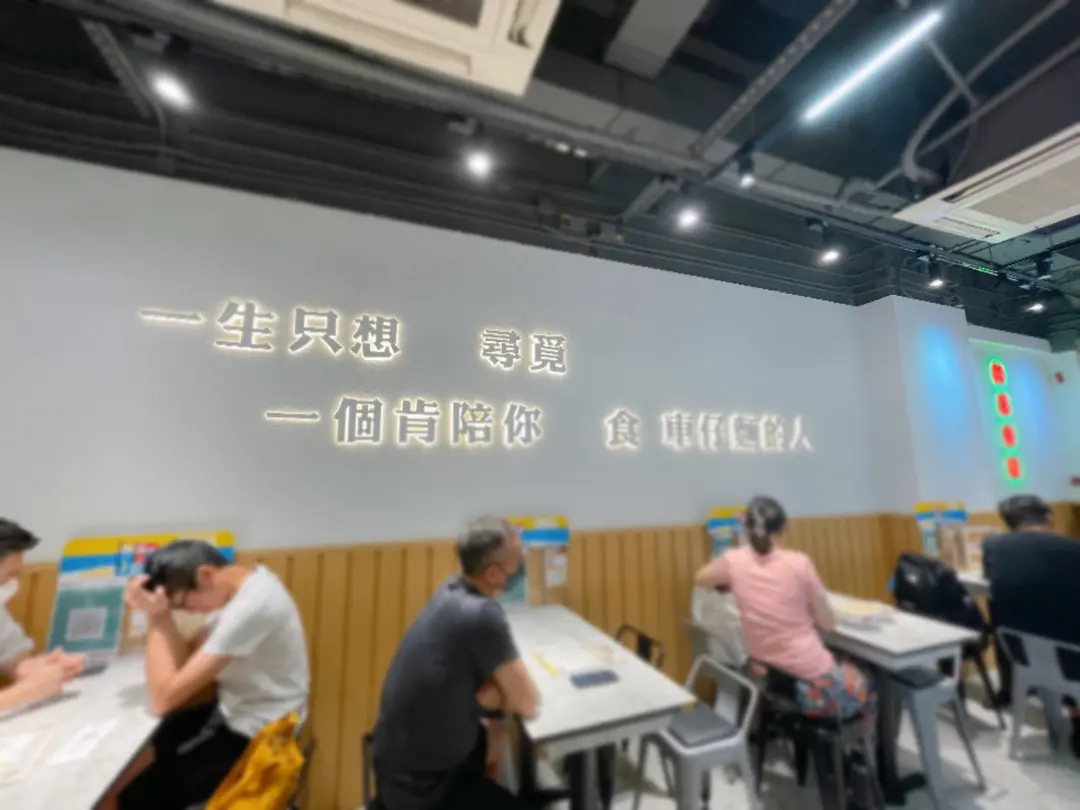 一生只想 尋覓
一個肯陪你 食 車仔麵的人